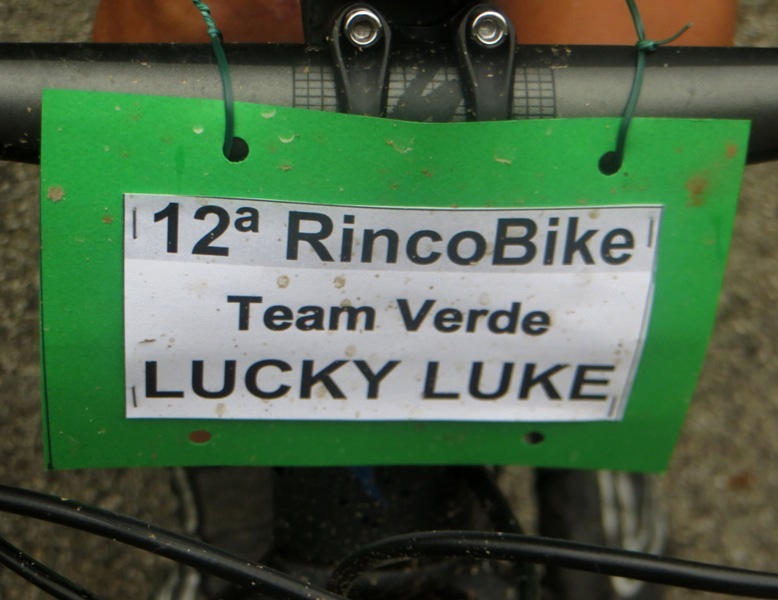 12ª RincoBike
Team Verde
LUCKY LUKE